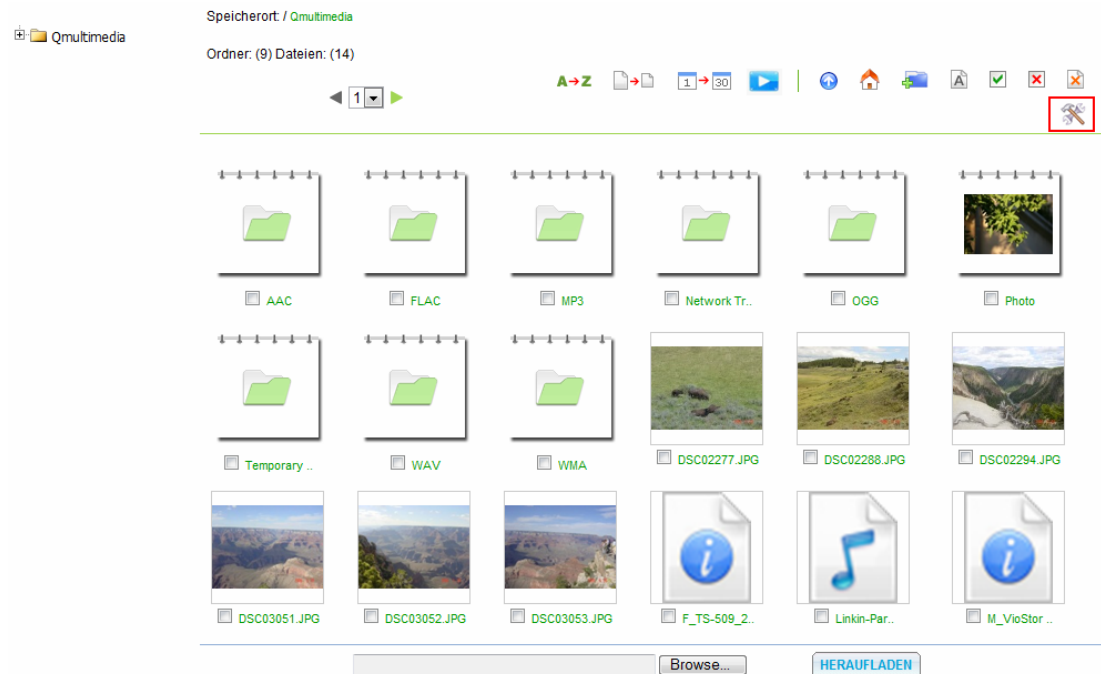 Speicherort: / Qmultimedia
Qmultimedia
Ordner: (9) Dateien: (14)
A→Z 1→30 A
1
AAC FLAC MP3 Network Tr.. OGG Photo
Temporary .. WAV WMA DSC02277.JPG DSC02288.JPG DSC02294.JPG
DSC03051.JPG DSC03052.JPG DSC03053.JPG F_TS-509_2.. Linkin-Par.. M_VioStor ..
Browse... HERAUFLADEN